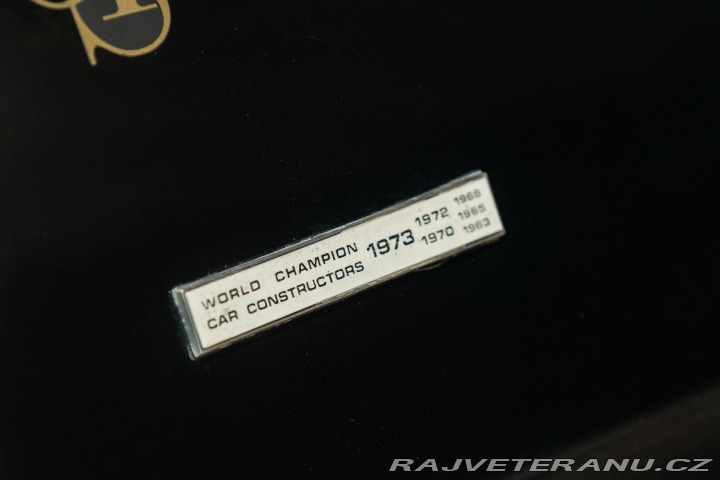 WORLD CHAMPION
CAR CONSTRUCTORS
1973
1972
1970
1968
1965
1963
RAJVETERANU.CZ